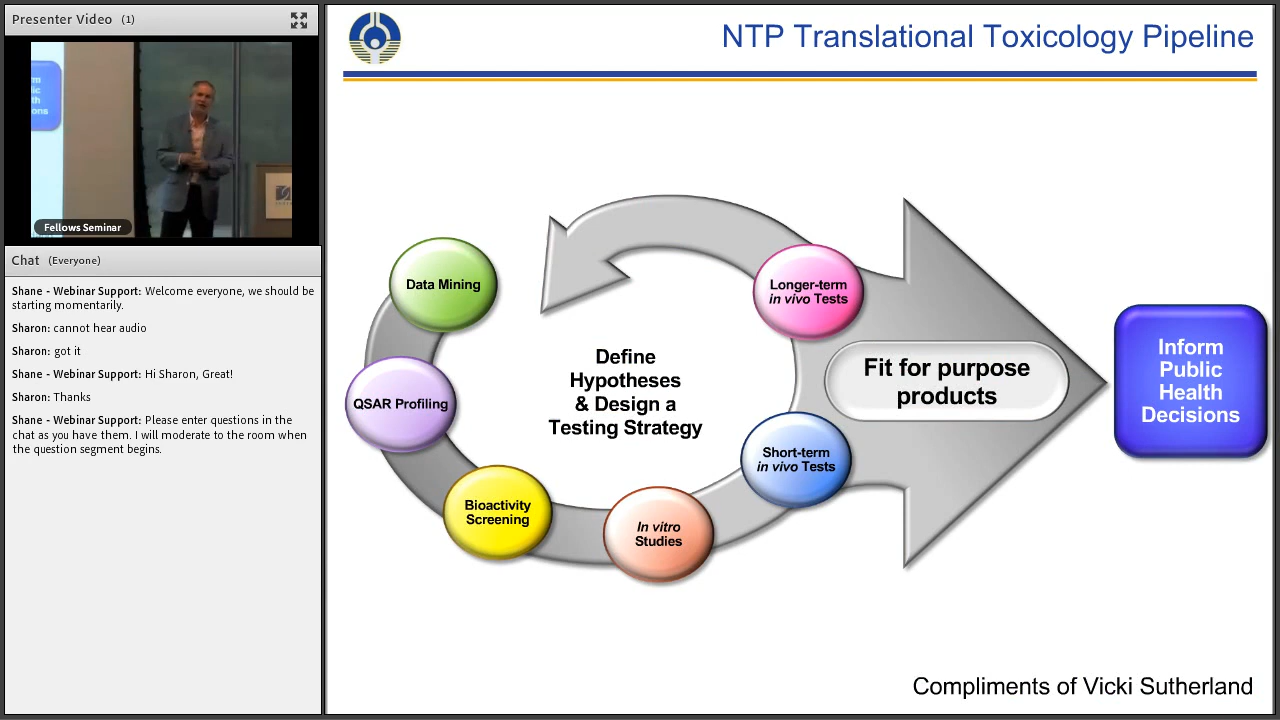 Presenter Video (1)
rm
lic
th
ons
Fellows Seminar
Chat (Everyone)
Shane - Webinar Support: Welcome everyone, we should be
starting momentarily.
Sharon: cannot hear audio
Sharon: got it
Shane - Webinar Support: Hi Sharon, Great!
Sharon: Thanks
Shane - Webinar Support: Please enter questions in the
chat as you have them. I will moderate to the room when
the question segment begins.
NTP Translational Toxicology Pipeline
Data Mining
QSAR Profiling
Bioactivity
Screening
In vitro
Studies
Short-term
in vivo Tests
Longer-term
in vivo Tests
Define
Hypotheses
& Design a
Testing Strategy
Fit for purpose
products
Inform
Public
Health
Decisions
Compliments of Vicki Sutherland